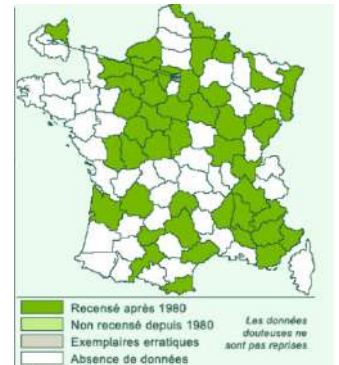 Recensé après 1980
Non recensé depuis 1980
Exemplaires erratiques
Absence de données
Les données
douteuses ne
sont pas reprises